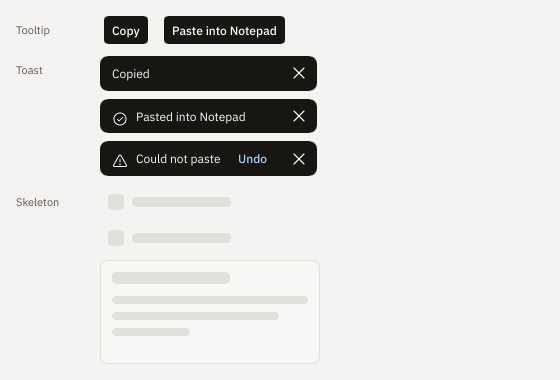 Tooltip Copy Paste into Notepad
Toast Copied
Pasted into Notepad
Could not paste Undo
Skeleton